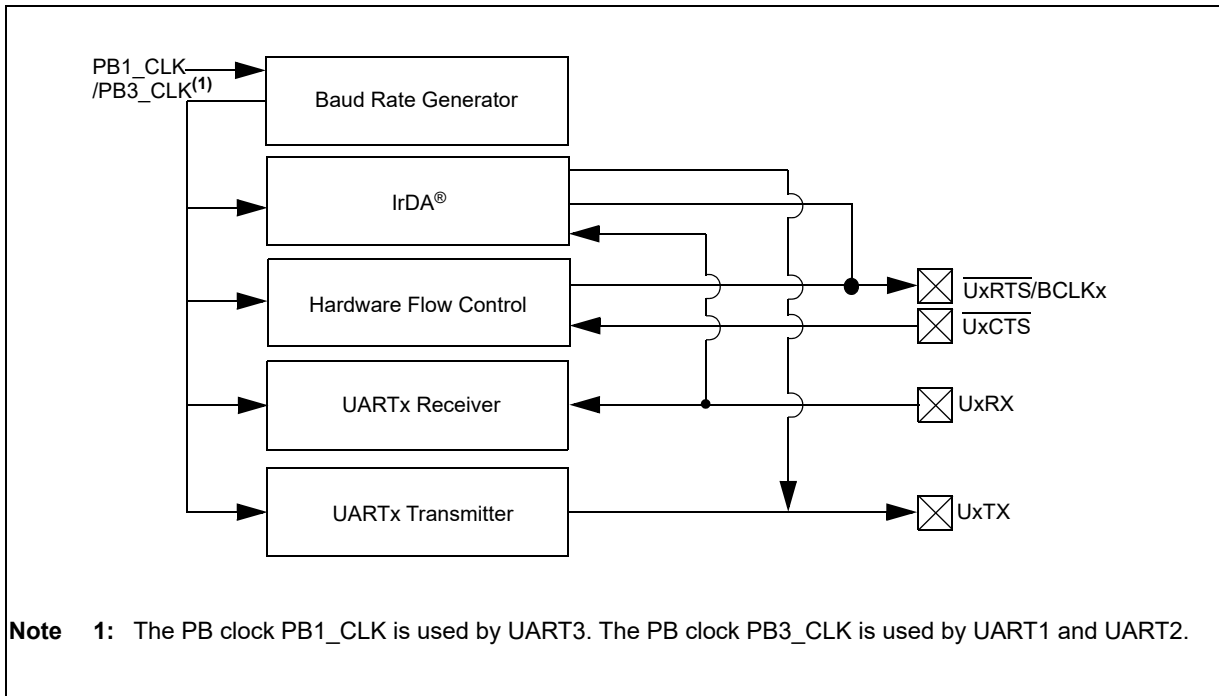 PB1_CLK
/PB3_CLK(1)
Baud Rate Generator
IrDA®
Hardware Flow Control
UxRTS/BCLKx
UxCTS
UARTx Receiver
UxRX
UARTx Transmitter
UxTX
Note 1: The PB clock PB1_CLK is used by UART3. The PB clock PB3_CLK is used by UART1 and UART2.